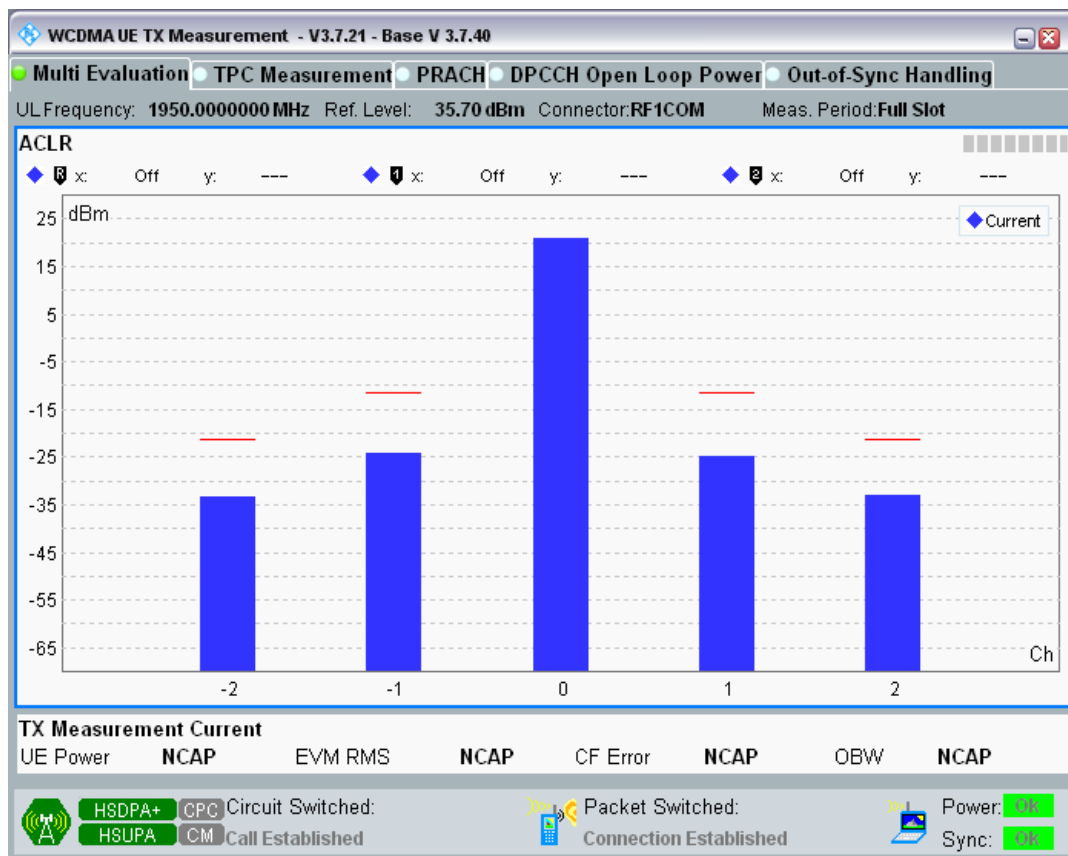 WCDMA UE TX Measurement - V3.7.21 - Base V 3.7.40
Multi Evaluation TPC Measurement PRACH DPCCH Open Loop Power Out-of-Sync Handling
UL Frequency: 1950.0000000 MHz Ref. Level: 35.70 dBm Connector:RF1COM Meas. Period:Full Slot
ACLR
R x: Off y: --- 1 x: Off y: --- 2 x: Off y: ---
dBm
Current
25
15
5
-5
-15
-25
-35
-45
-55
-65
Ch
-2 -1 0 1 2
TX Measurement Current
UE Power NCAP EVM RMS NCAP CF Error NCAP OBW NCAP
HSDPA+ CPC Circuit Switched: Packet Switched: Power: OK
HSUPA CM Call Established Connection Established Sync: OK